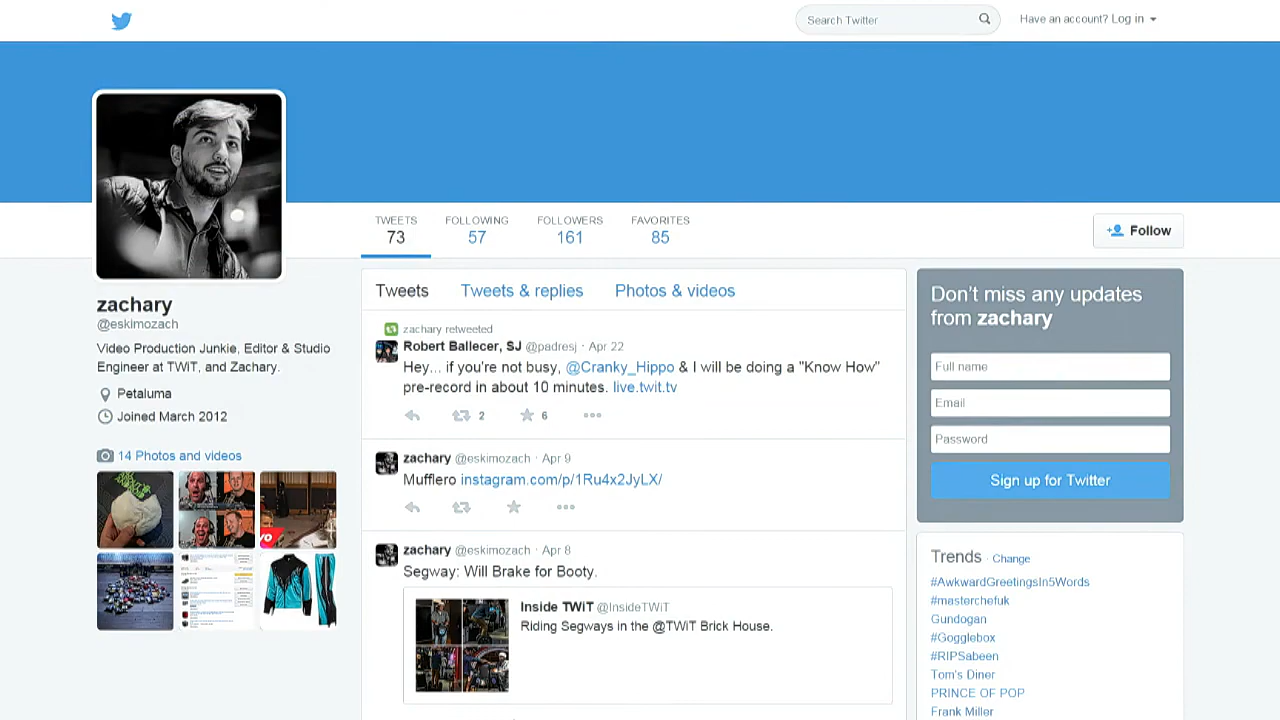 Search Twitter
Have an account? Log in
TWEETS
73
FOLLOWING
57
FOLLOWERS
161
FAVORITES
85
Follow
zachary
@eskimozach
Video Production Junkie, Editor & Studio
Engineer at TWiT, and Zachary.
Petaluma
Joined March 2012
14 Photos and videos
Tweets
Tweets & replies
Photos & videos
zachary retweeted
Robert Ballecer, SJ @padresj · Apr 22
Hey... if you're not busy, @Cranky_Hippo & I will be doing a "Know How"
pre-record in about 10 minutes. live.twit.tv
2
6
zachary @eskimozach · Apr 9
Mufflero instagram.com/p/1Ru4x2JyLX/
zachary @eskimozach · Apr 8
Segway: Will Brake for Booty.
Inside TWiT @InsideTWiT
Riding Segways in the @TWiT Brick House.
Don't miss any updates
from zachary
Full name
Email
Password
Sign up for Twitter
Trends · Change
#AwkwardGreetingsIn5Words
#masterchefuk
Gundogan
#Gogglebox
#RIPSabeen
Tom's Diner
PRINCE OF POP
Frank Miller